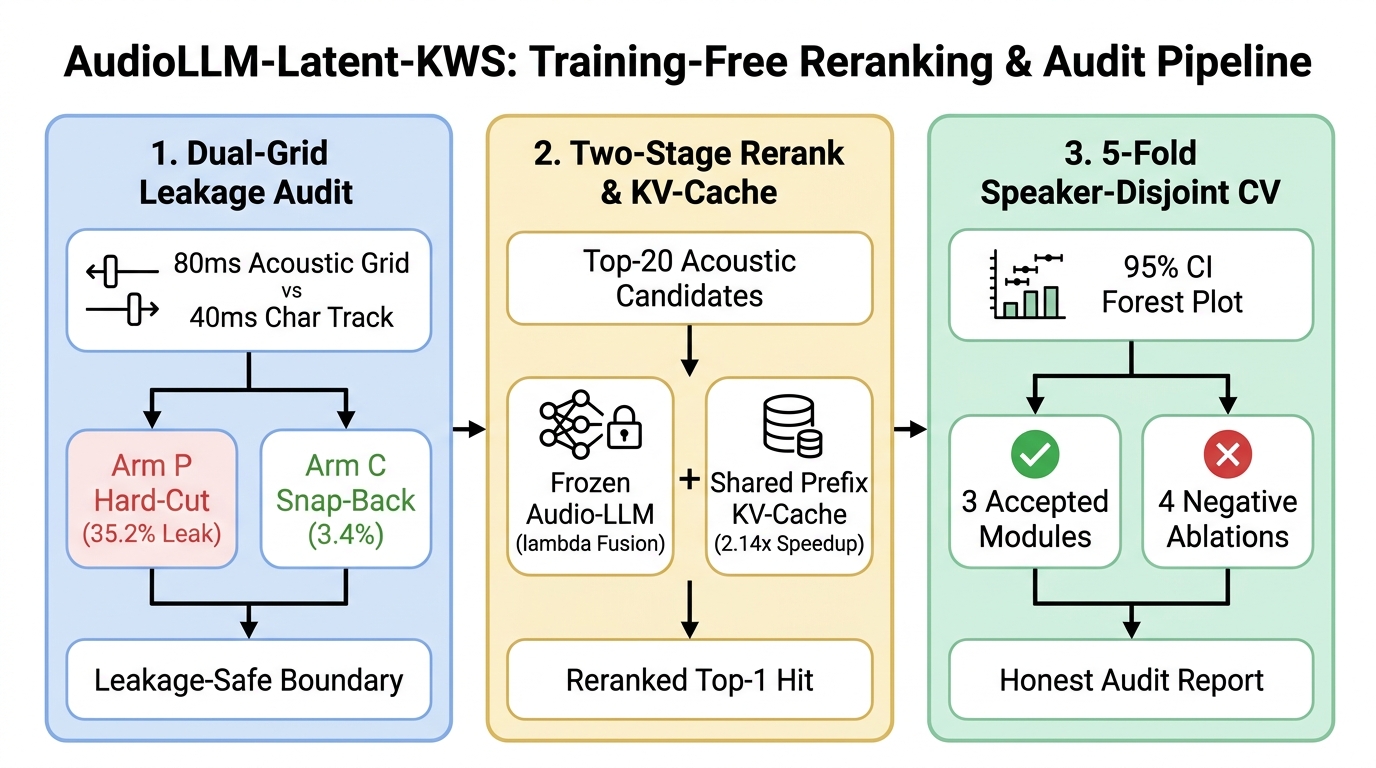 AudioLLM-Latent-KWS: Training-Free Reranking & Audit Pipeline
1. Dual-Grid
Leakage Audit
80ms Acoustic Grid
vs
40ms Char Track
Arm P
Hard-Cut
(35.2% Leak)
Arm C
Snap-Back
(3.4%)
Leakage-Safe Boundary
2. Two-Stage Rerank
& KV-Cache
Top-20 Acoustic
Candidates
Frozen
Audio-LLM
(lambda Fusion)
+
Shared Prefix
KV-Cache
(2.14x Speedup)
Reranked Top-1 Hit
3. 5-Fold
Speaker-Disjoint CV
95% CI
Forest Plot
3 Accepted
Modules
4 Negative
Ablations
Honest Audit Report